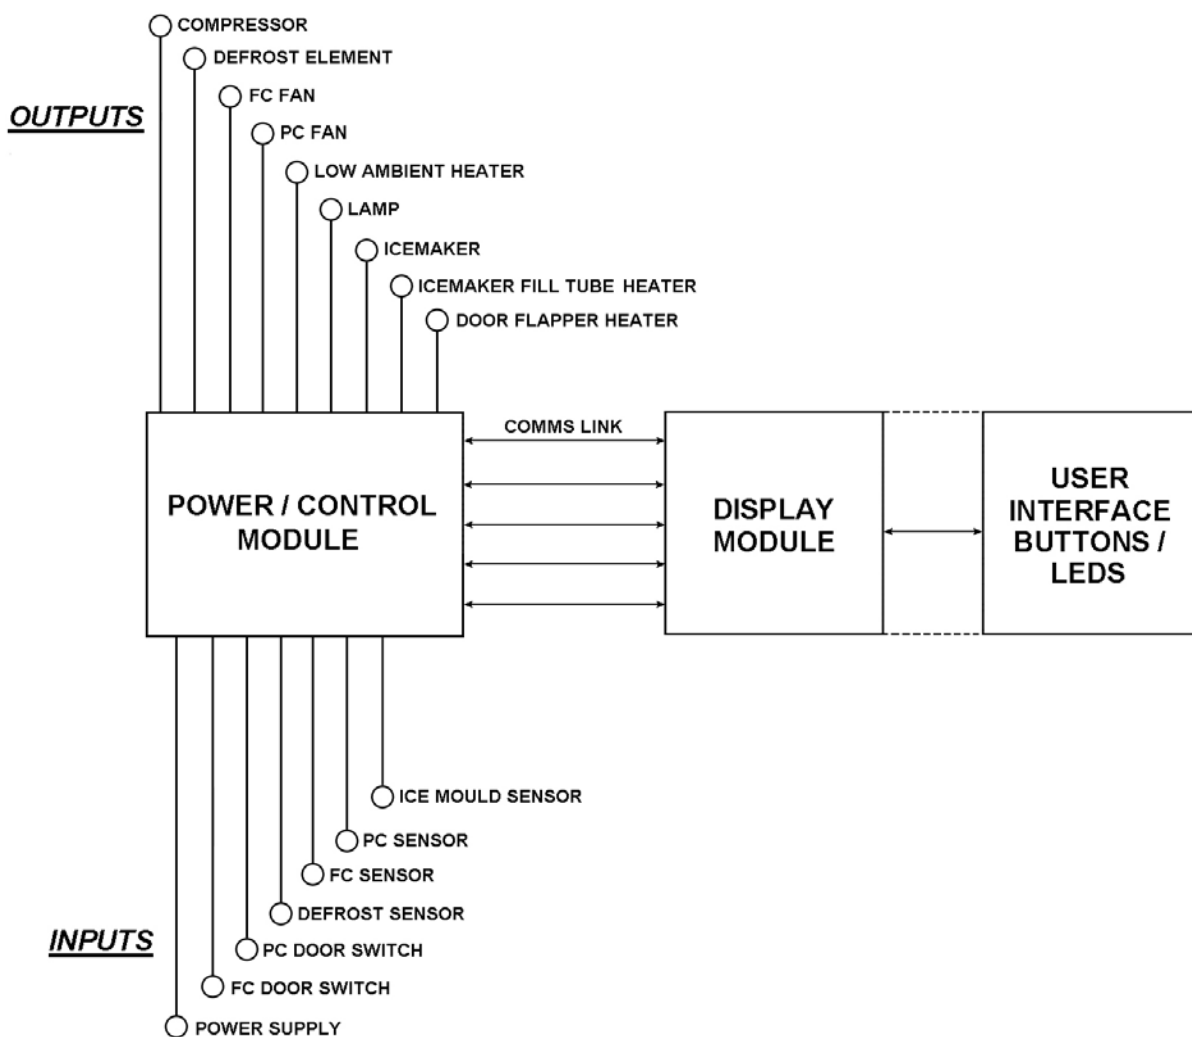 COMPRESSOR
DEFROST ELEMENT
FC FAN
OUTPUTS
PC FAN
LOW AMBIENT HEATER
LAMP
ICEMAKER
ICEMAKER FILL TUBE HEATER
DOOR FLAPPER HEATER
COMMS LINK
POWER / CONTROL
MODULE
DISPLAY
MODULE
USER
INTERFACE
BUTTONS /
LEDS
ICE MOULD SENSOR
PC SENSOR
FC SENSOR
DEFROST SENSOR
INPUTS
PC DOOR SWITCH
FC DOOR SWITCH
POWER SUPPLY